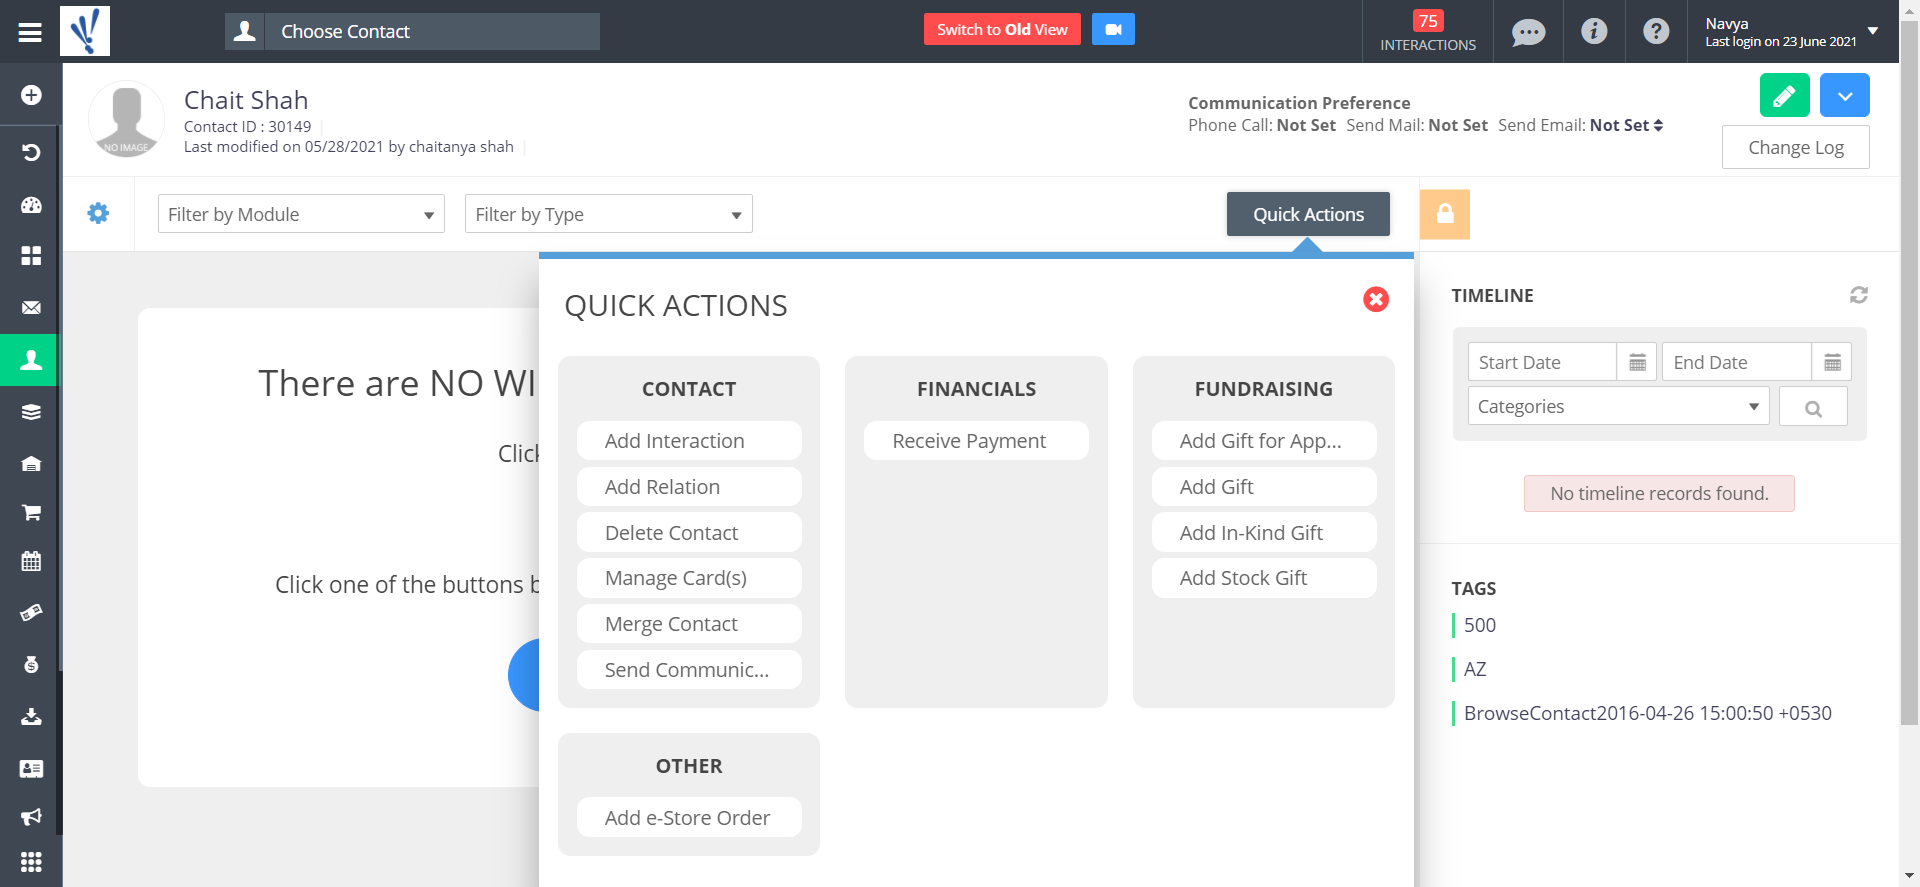 Choose Contact
Switch to Old View
75
INTERACTIONS
Navya
Last login on 23 June 2021
NO IMAGE
Chait Shah
Contact ID : 30149
Last modified on 05/28/2021 by chaitanya shah
Communication Preference
Phone Call: Not Set Send Mail: Not Set Send Email: Not Set
Change Log
Filter by Module
Filter by Type
Quick Actions
There are NO WI
Click
Click one of the buttons b
QUICK ACTIONS
CONTACT
Add Interaction
Add Relation
Delete Contact
Manage Card(s)
Merge Contact
Send Communic...
FINANCIALS
Receive Payment
FUNDRAISING
Add Gift for App...
Add Gift
Add In-Kind Gift
Add Stock Gift
OTHER
Add e-Store Order
TIMELINE
Start Date
End Date
Categories
No timeline records found.
TAGS
500
AZ
BrowseContact2016-04-26 15:00:50 +0530